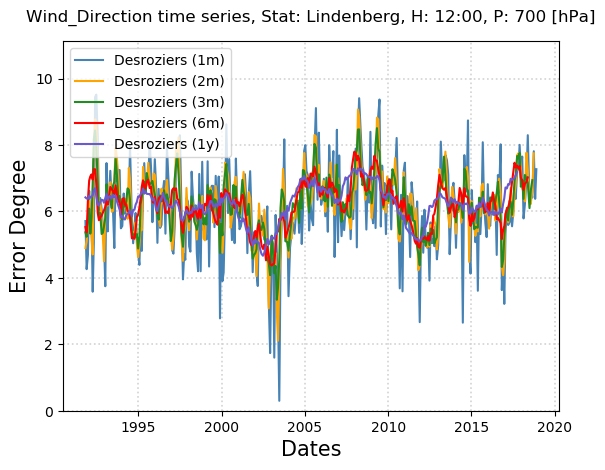 Wind_Direction time series, Stat: Lindenberg, H: 12:00, P: 700 [hPa]
Desroziers (1m)
Desroziers (2m)
Desroziers (3m)
Desroziers (6m)
Desroziers (1y)
Error Degree
10
8
6
4
2
0
1995 2000 2005 2010 2015 2020
Dates